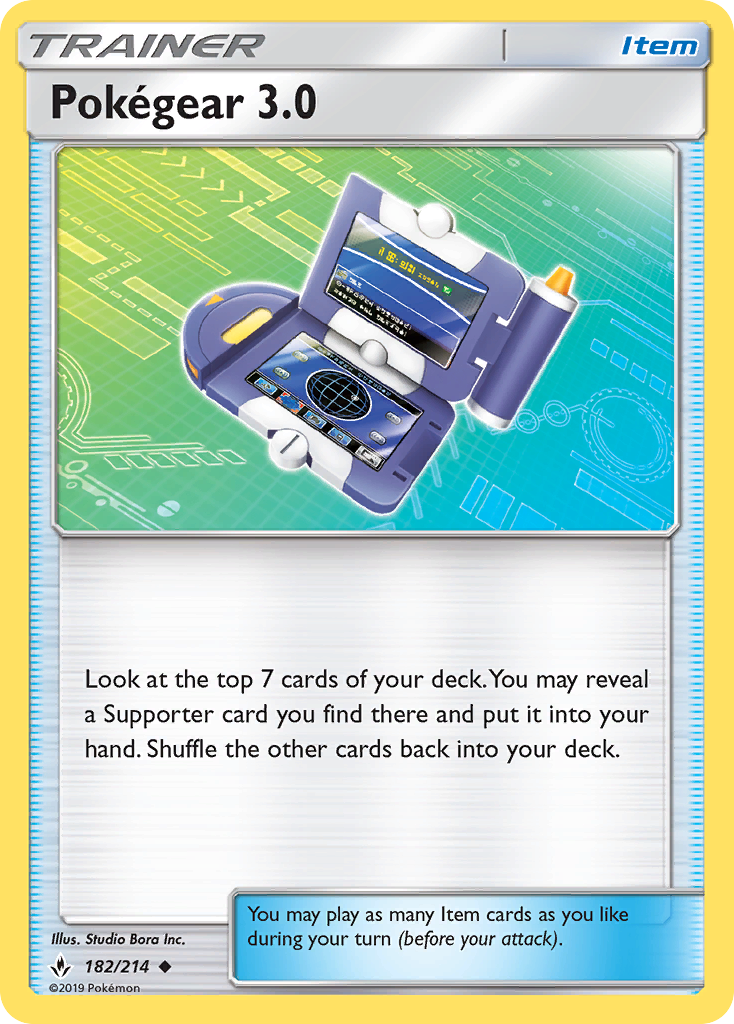 TRAINER
Item
Pokégear 3.0
Look at the top 7 cards of your deck. You may reveal
a Supporter card you find there and put it into your
hand. Shuffle the other cards back into your deck.
You may play as many Item cards as you like
during your turn (before your attack).
Illus. Studio Bora Inc.
182/214 ◆
©2019 Pokémon